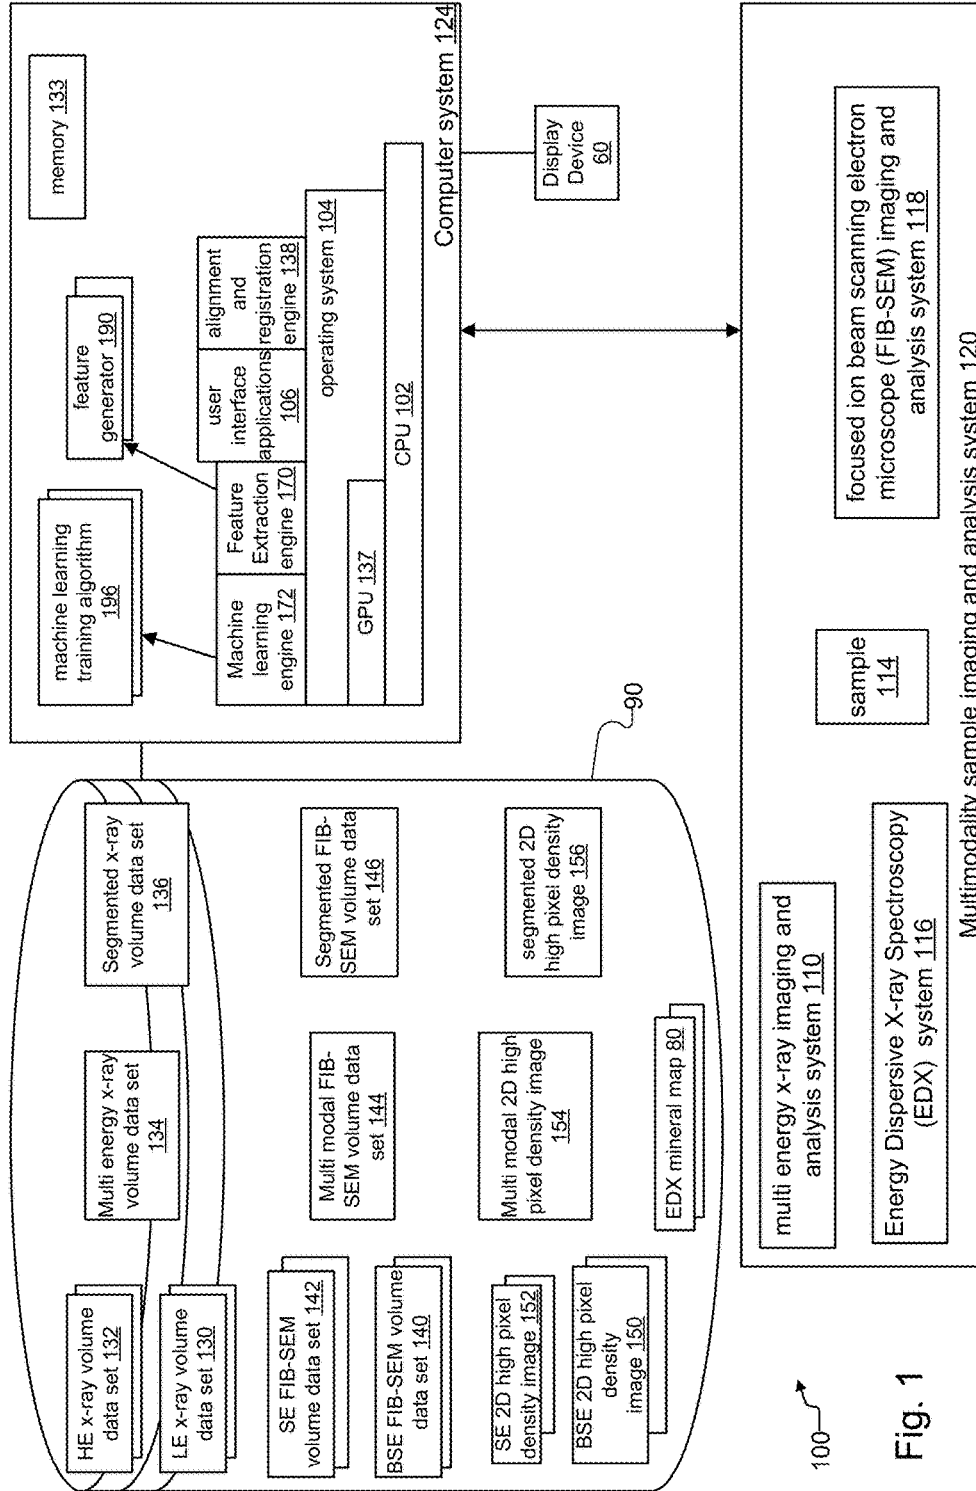 HE x-ray volume
data set 132
LE x-ray volume
data set 130
SE FIB-SEM
volume data set 142
BSE FIB-SEM volume
data set 140
SE 2D high pixel
density image 152
BSE 2D high pixel
density
image 150
Multi energy x-ray
volume data set
134
Multi modal FIB-
SEM volume data
set 144
Multi modal 2D high
pixel density image
154
EDX mineral map 80
Segmented x-ray
volume data set
136
Segmented FIB-
SEM volume data
set 146
segmented 2D
high pixel density
image 156
90
machine learning
training algorithm
196
feature
generator 190
memory 133
Machine
learning
engine 172
Feature
Extraction
engine 170
user
interface
applications
106
alignment
and
registration
engine 138
operating system 104
GPU 137
CPU 102
Computer system 124
Display
Device
60
multi energy x-ray imaging and
analysis system 110
Energy Dispersive X-ray Spectroscopy
(EDX) system 116
sample
114
focused ion beam scanning electron
microscope (FIB-SEM) imaging and
analysis system 118
Multimodality sample imaging and analysis system 120
100
Fig. 1